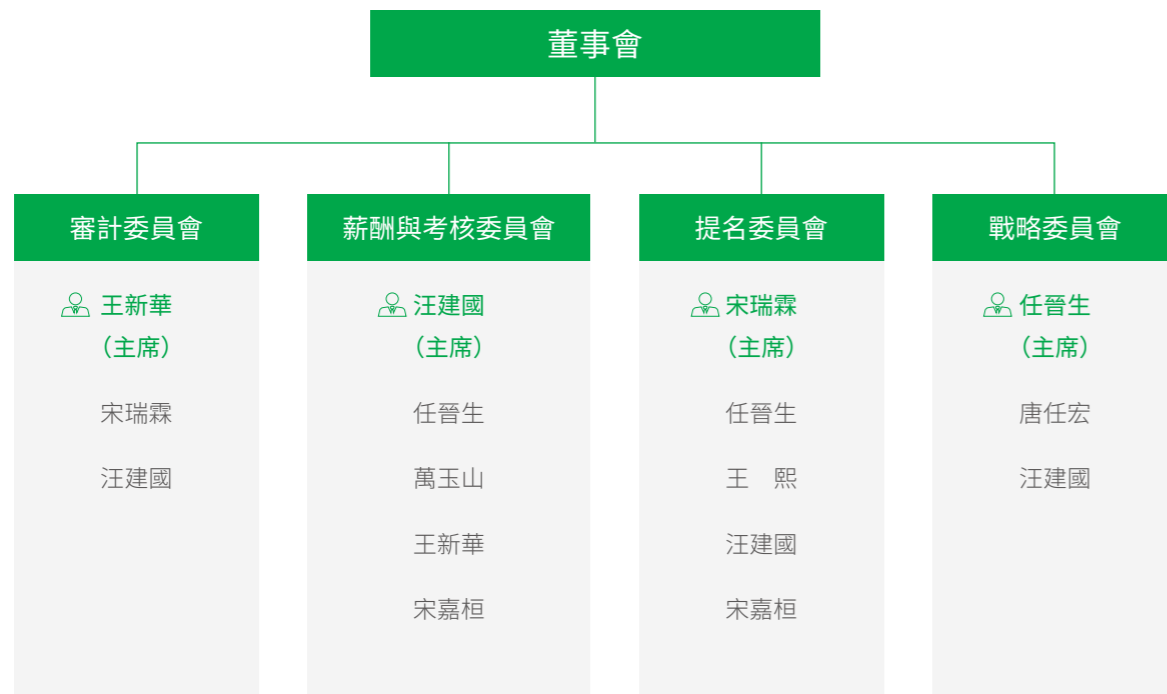 董事會
審計委員會
王新華
（主席）
宋瑞霖
汪建國
薪酬與考核委員會
汪建國
（主席）
任晉生
萬玉山
王新華
宋嘉桓
提名委員會
宋瑞霖
（主席）
任晉生
王　熙
汪建國
宋嘉桓
戰略委員會
任晉生
（主席）
唐任宏
汪建國